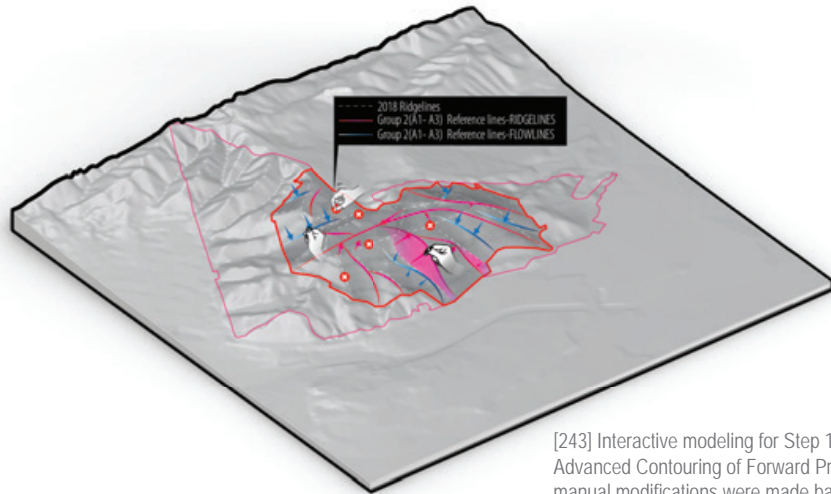 2018 Ridgelines
Group 2(A1- A3) Reference lines-RIDGELINES
Group 2(A1- A3) Reference lines-FLOWLINES
[243] Interactive modeling for Step 1
Advanced Contouring of Forward Pr
manual modifications were made ba